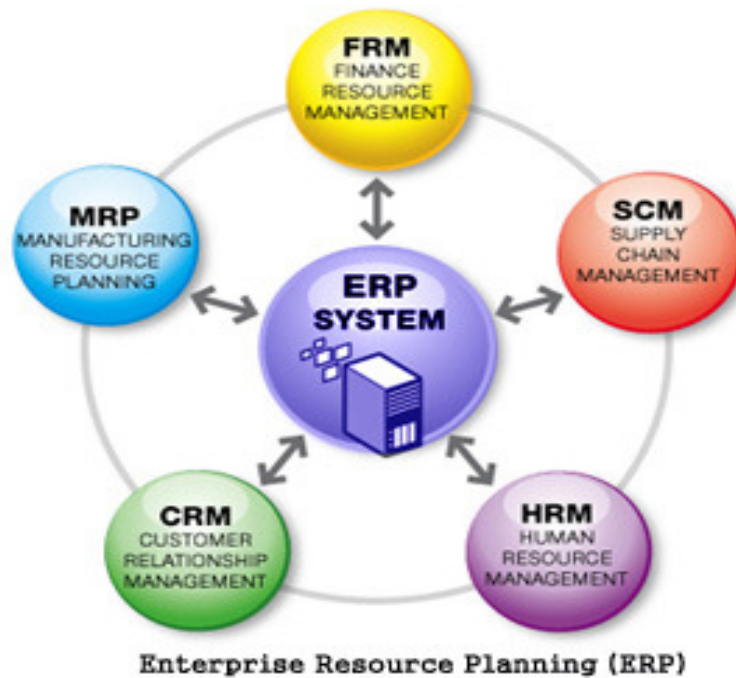 FRM
FINANCE
RESOURCE
MANAGEMENT
MRP
MANUFACTURING
RESOURCE
PLANNING
SCM
SUPPLY
CHAIN
MANAGEMENT
ERP
SYSTEM
CRM
CUSTOMER
RELATIONSHIP
MANAGEMENT
HRM
HUMAN
RESOURCE
MANAGEMENT
Enterprise Resource Planning (ERP)